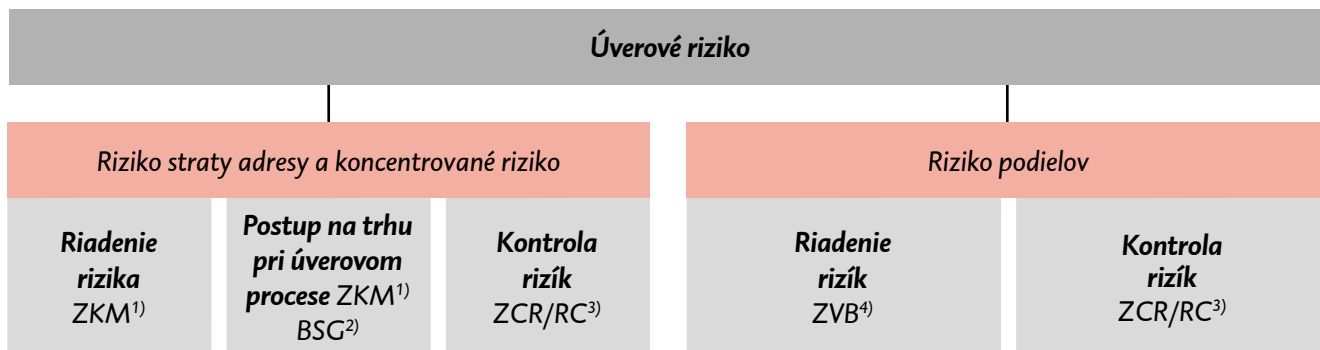 Úverové riziko
Riziko straty adresy a koncentrované riziko
Riziko podielov
Riadenie
rizika
ZKM1)
Postup na trhu
pri úverovom
procese ZKM1)
BSG2)
Kontrola
rizík
ZCR/RC3)
Riadenie
rizík
ZVB4)
Kontrola
rizík
ZCR/RC3)